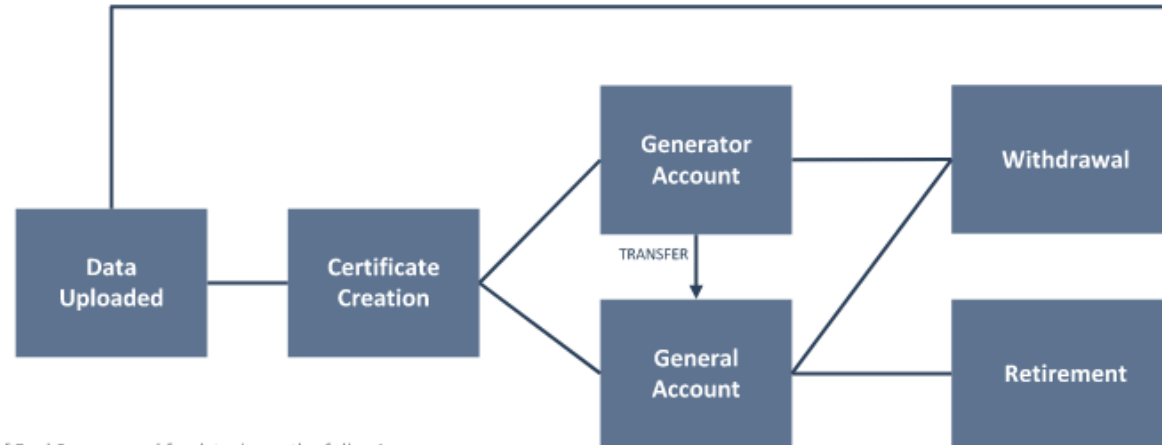 Generator
Account
Withdrawal
Data
Uploaded
Certificate
Creation
TRANSFER
General
Account
Retirement